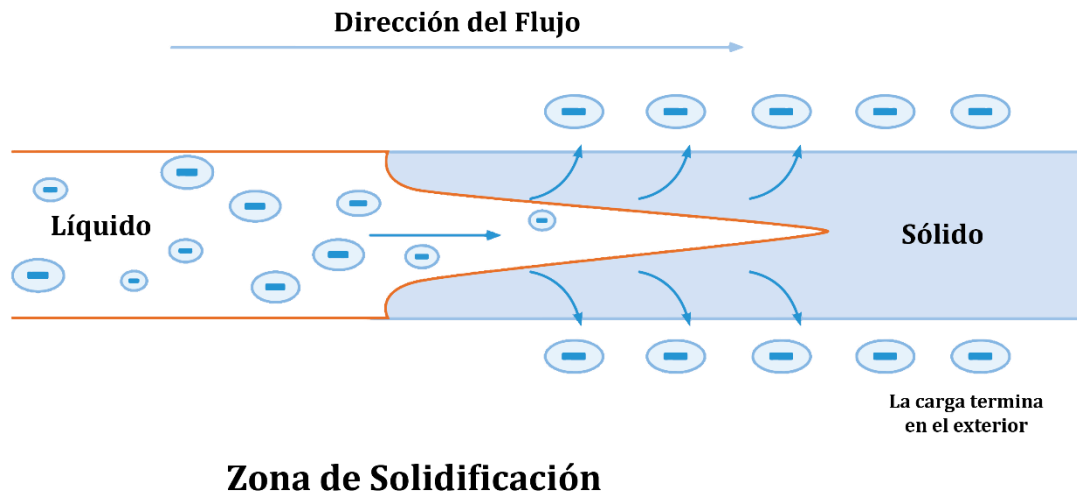 Dirección del Flujo
Líquido
Sólido
La carga termina
en el exterior
Zona de Solidificación